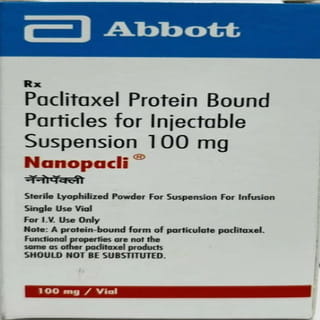 Abbott
Rx
Paclitaxel Protein Bound
Particles for Injectable
Suspension 100 mg
Nanopacli®
नॅनोपॅक्ली
Sterile Lyophilized Powder For Suspension For Infusion
Single Use Vial
For I.V. Use Only
Note: A protein-bound form of particulate paclitaxel.
Functional properties are not the
same as other paclitaxel products
SHOULD NOT BE SUBSTITUTED.
100 mg / Vial